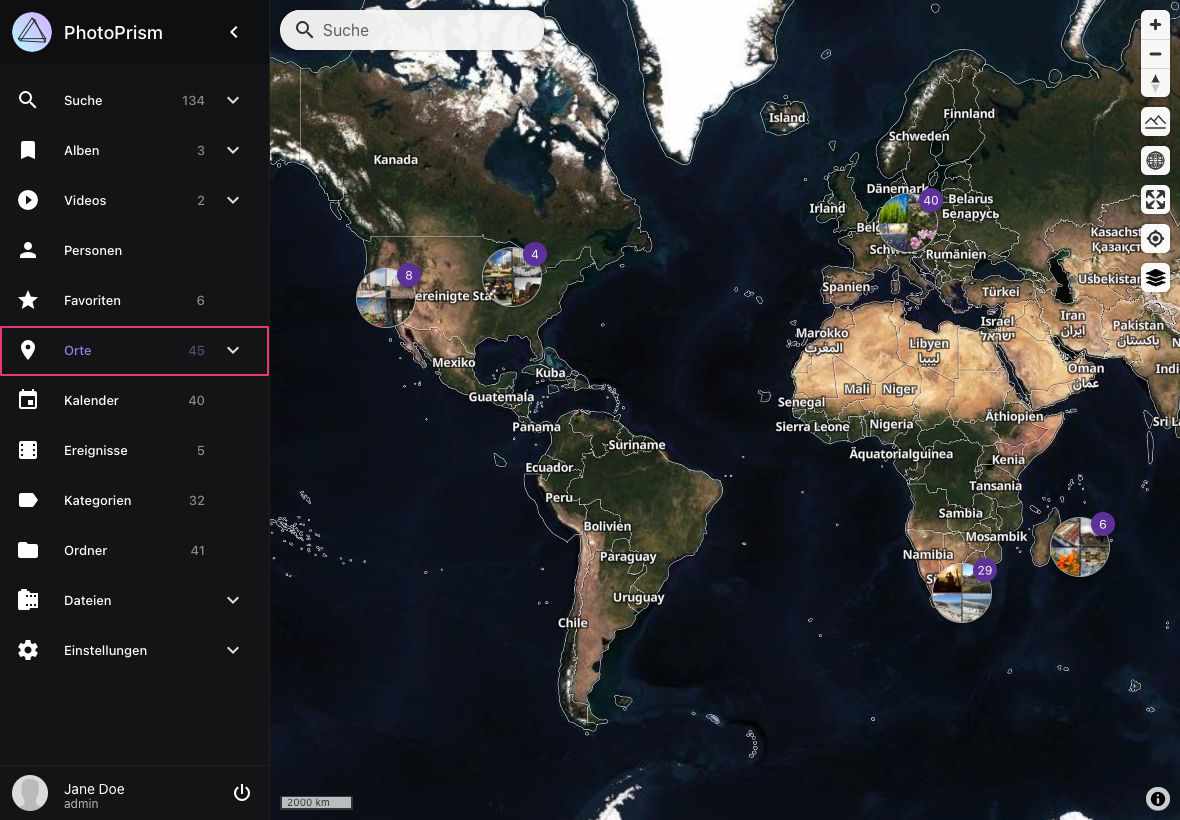 PhotoPrism
Suche 134
Alben 3
Videos 2
Personen
Favoriten 6
Orte 45
Kalender 40
Ereignisse 5
Kategorien 32
Ordner 41
Dateien
Einstellungen
Jane Doe
admin
Suche
Island
Finnland
Schweden
Kanada
Dänemark
40
Irland
Belarus
Беларусь
Belg
Schw
Rumänien
Kasachst
Қазақст
4
8
ereinigte Sta
Spanien
Türkei
Usbekistan
Marokko
المغرب
Israel
ישראל
Iran
ایران
Pakistan
پاکستان
Libyen
ليبيا
N
Mexiko
Kuba
Oman
عمان
Indi
Mali
Niger
Guatemala
Senegal
Äthiopien
Panama
Sierra Leone
Nigeria
Sri L
Suriname
Äquatorialguinea
Kenia
Ecuador
Tansania
Peru
Sambia
Bolivien
6
Mosambik
Paraguay
Namibia
29
S
Uruguay
Chile
2000 km